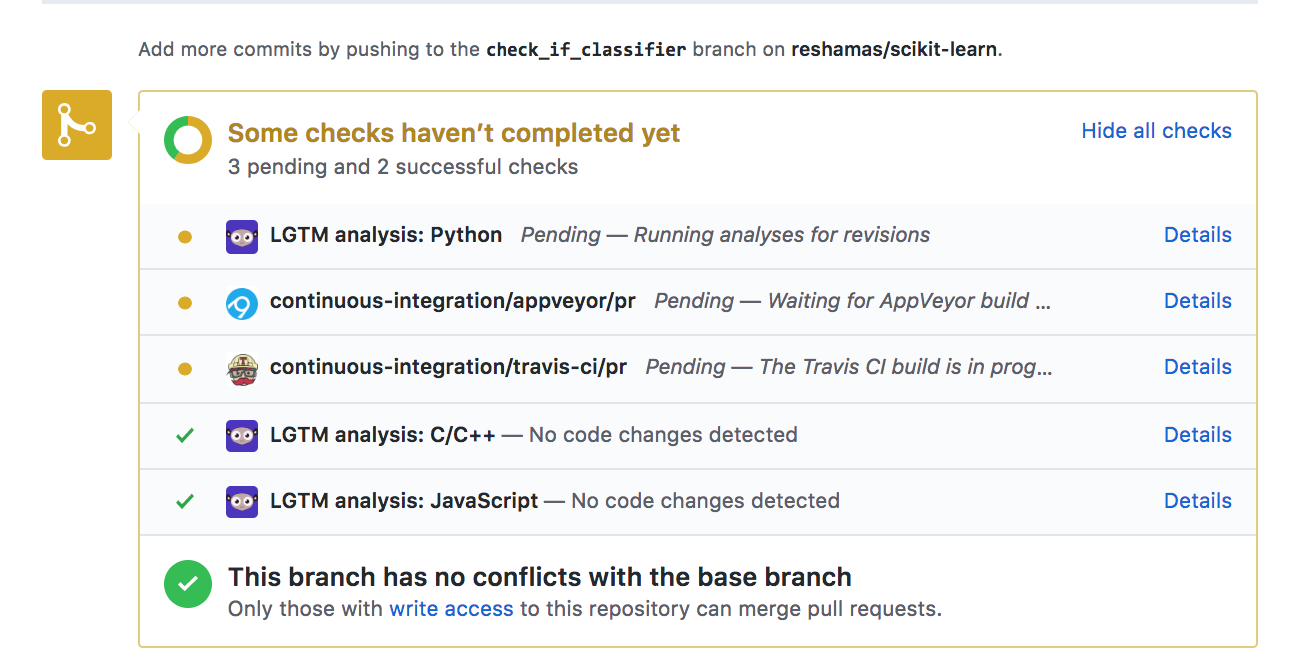 Add more commits by pushing to the check_if_classifier branch on reshamas/scikit-learn.
Some checks haven’t completed yet
Hide all checks
3 pending and 2 successful checks
LGTM analysis: Python Pending — Running analyses for revisions Details
continuous-integration/appveyor/pr Pending — Waiting for AppVeyor build ... Details
continuous-integration/travis-ci/pr Pending — The Travis CI build is in prog... Details
LGTM analysis: C/C++ — No code changes detected Details
LGTM analysis: JavaScript — No code changes detected Details
This branch has no conflicts with the base branch
Only those with write access to this repository can merge pull requests.